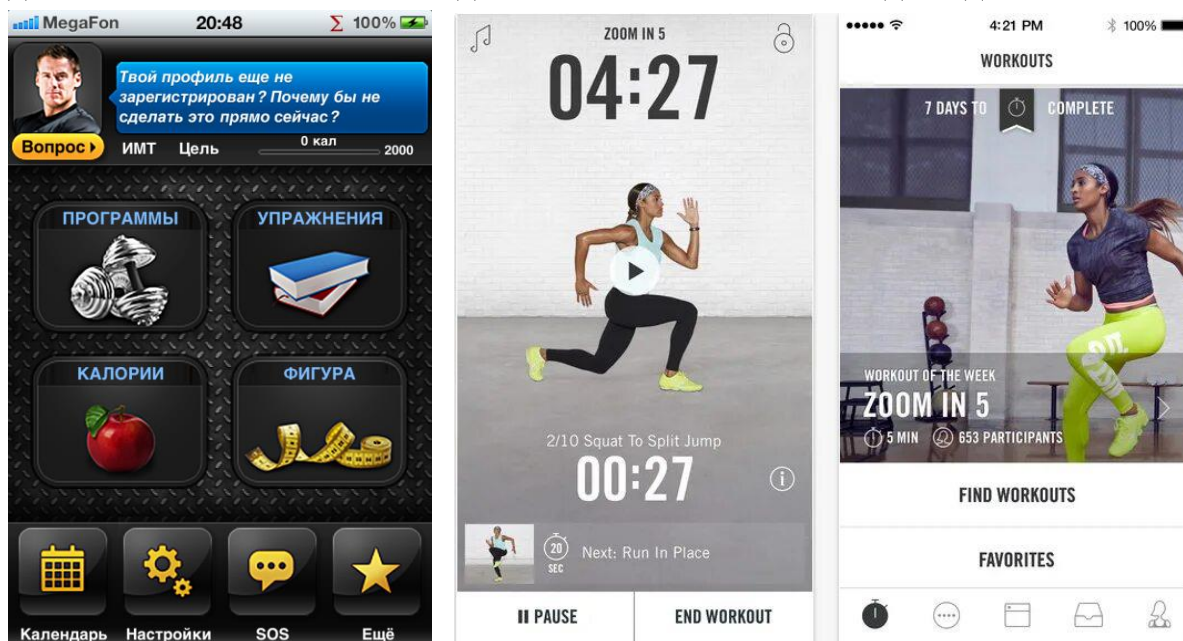 MegaFon 20:48 100%
Твой профиль еще не
зарегистрирован? Почему бы не
сделать это прямо сейчас?
Вопрос ИМТ Цель 0 кал 2000
ПРОГРАММЫ УПРАЖНЕНИЯ
КАЛОРИИ ФИГУРА
Календарь Настройки SOS Ещё
ZOOM IN 5
04:27
2/10 Squat To Split Jump
00:27
20 SEC
Next: Run In Place
PAUSE END WORKOUT
4:21 PM 100%
WORKOUTS
7 DAYS TO COMPLETE
WORKOUT OF THE WEEK
ZOOM IN 5
5 MIN 653 PARTICIPANTS
FIND WORKOUTS
FAVORITES